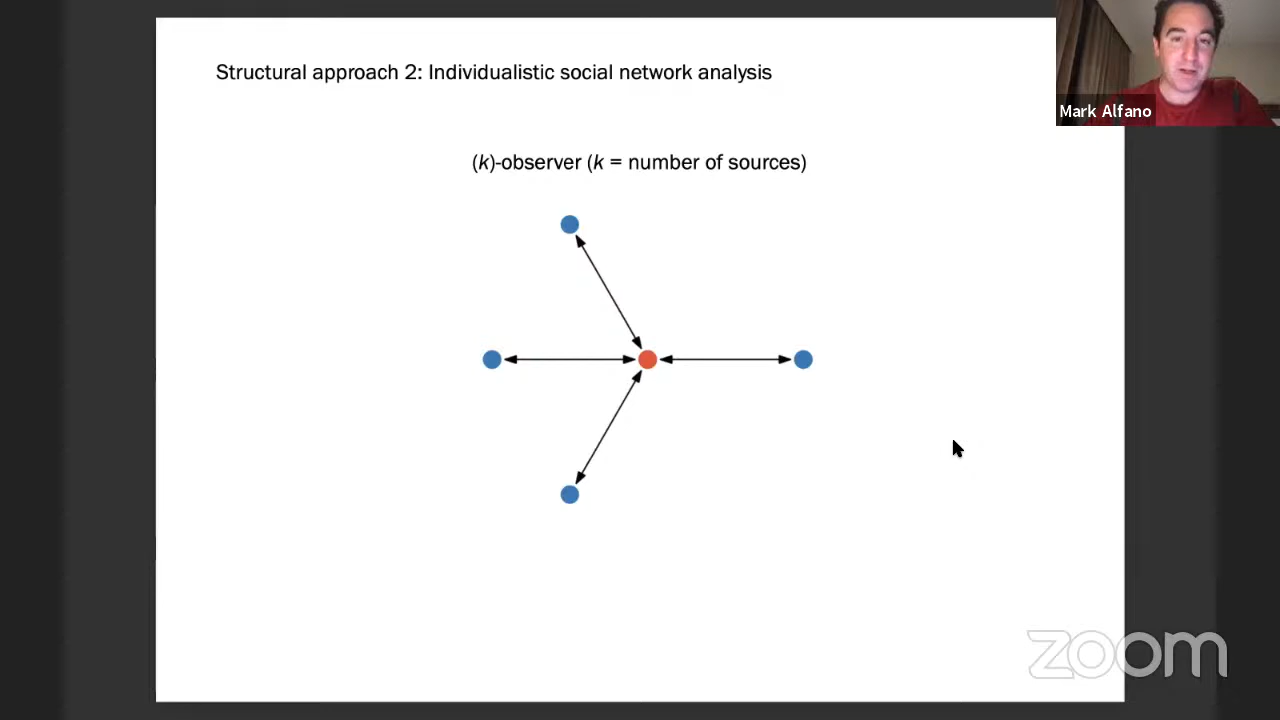 Structural approach 2: Individualistic social network analysis
Mark Alfano
(k)-observer (k = number of sources)
zoom